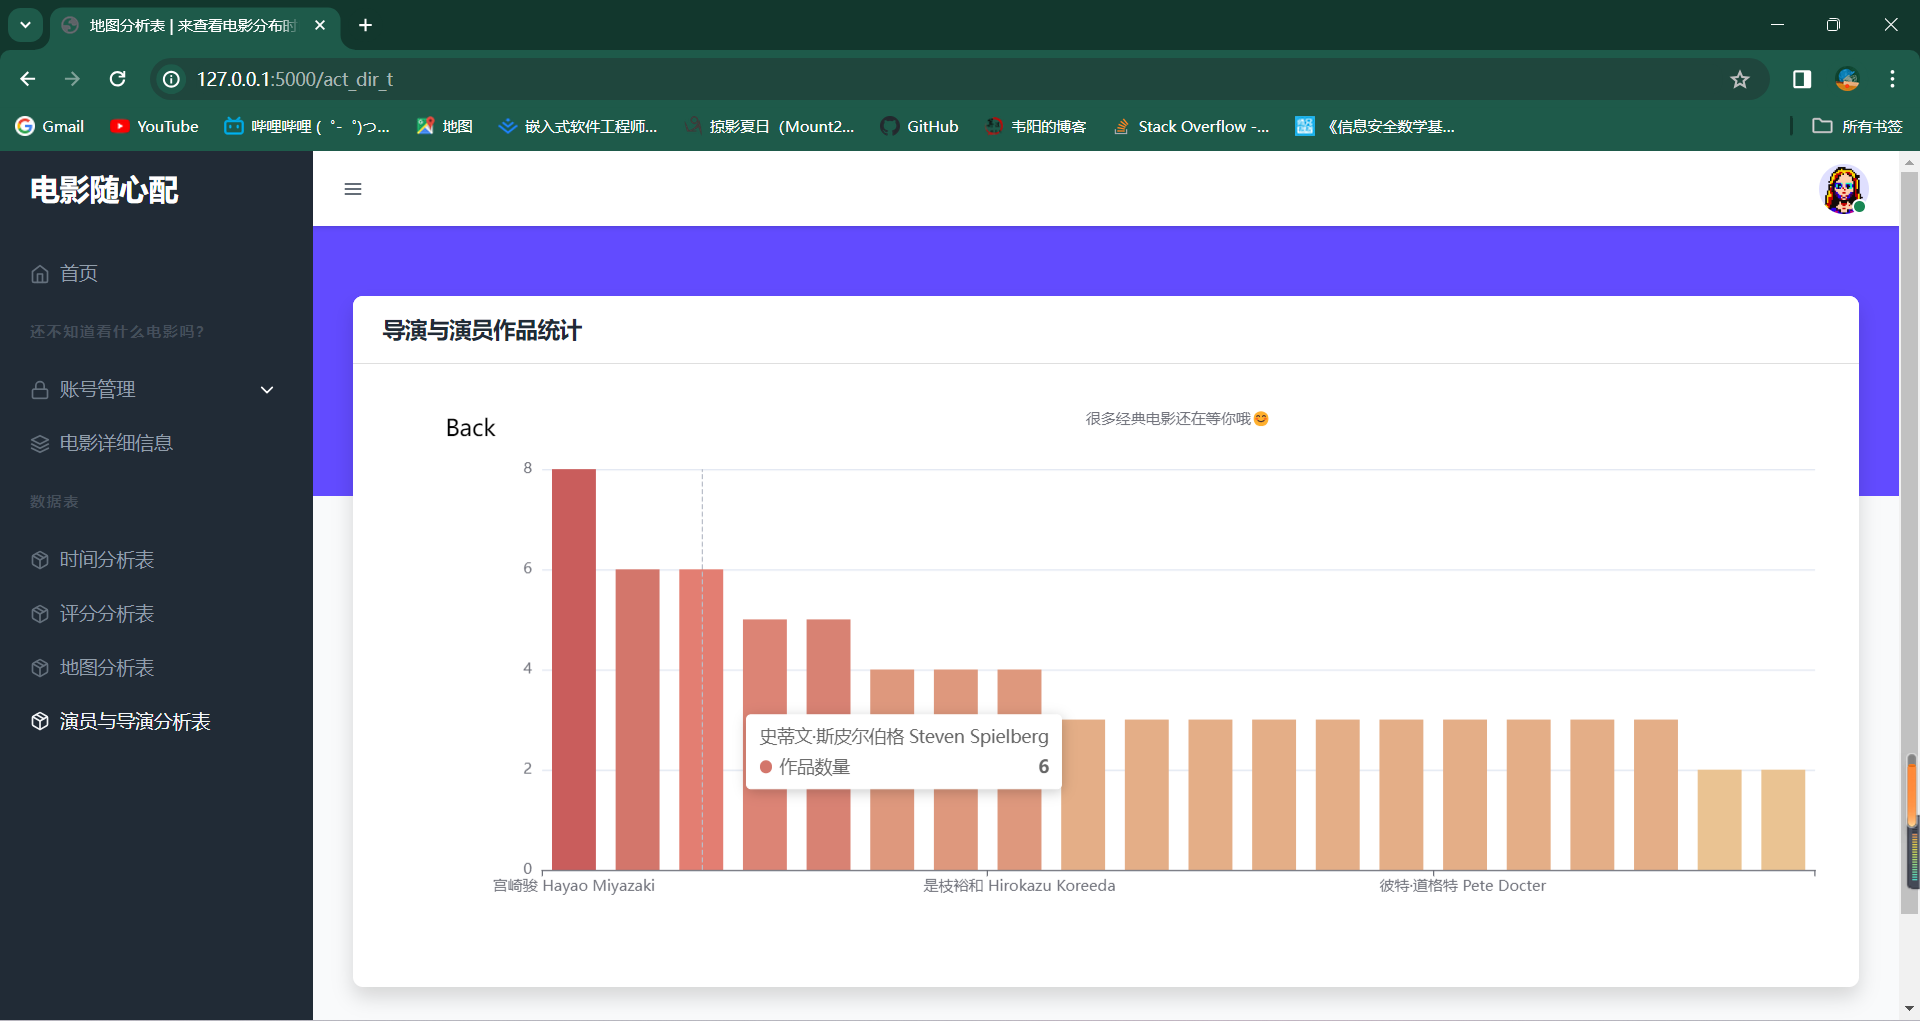 地图分析表 | 来查看电影分布时
127.0.0.1:5000/act_dir_t
Gmail
YouTube
哔哩哔哩 (゜-゜)つ...
地图
嵌入式软件工程师...
掠影夏日（Mount2...
GitHub
韦阳的博客
Stack Overflow -...
《信息安全数学基...
所有书签
电影随心配
首页
还不知道看什么电影吗？
账号管理
电影详细信息
数据表
时间分析表
评分分析表
地图分析表
演员与导演分析表
导演与演员作品统计
Back
很多经典电影还在等你哦😊
8
6
4
2
0
史蒂文·斯皮尔伯格 Steven Spielberg
作品数量 6
宫崎骏 Hayao Miyazaki
是枝裕和 Hirokazu Koreeda
彼特·道格特 Pete Docter